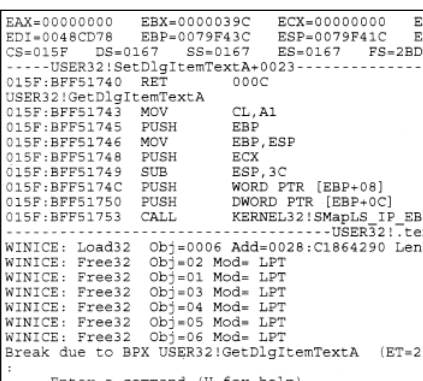 EAX=00000000 EBX=0000039C ECX=00000000 E
EDI=0048CD78 EBP=0079F43C ESP=0079F41C E
CS=015F DS=0167 SS=0167 ES=0167 FS=2BD
-----USER32!SetDlgItemTextA+0023---------------
015F:BFF51740 RET 000C
USER32!GetDlgItemTextA
015F:BFF51743 MOV CL,A1
015F:BFF51745 PUSH EBP
015F:BFF51746 MOV EBP,ESP
015F:BFF51748 PUSH ECX
015F:BFF51749 SUB ESP,3C
015F:BFF5174C PUSH WORD PTR [EBP+08]
015F:BFF51750 PUSH DWORD PTR [EBP+0C]
015F:BFF51753 CALL KERNEL32!SMapLS_IP_EB
-----------------------------------USER32!.te
WINICE: Load32 Obj=0006 Add=0028:C1864290 Len
WINICE: Free32 Obj=02 Mod= LPT
WINICE: Free32 Obj=01 Mod= LPT
WINICE: Free32 Obj=03 Mod= LPT
WINICE: Free32 Obj=04 Mod= LPT
WINICE: Free32 Obj=05 Mod= LPT
WINICE: Free32 Obj=06 Mod= LPT
Break due to BPX USER32!GetDlgItemTextA (ET=2
:
Enter a command (H for help)